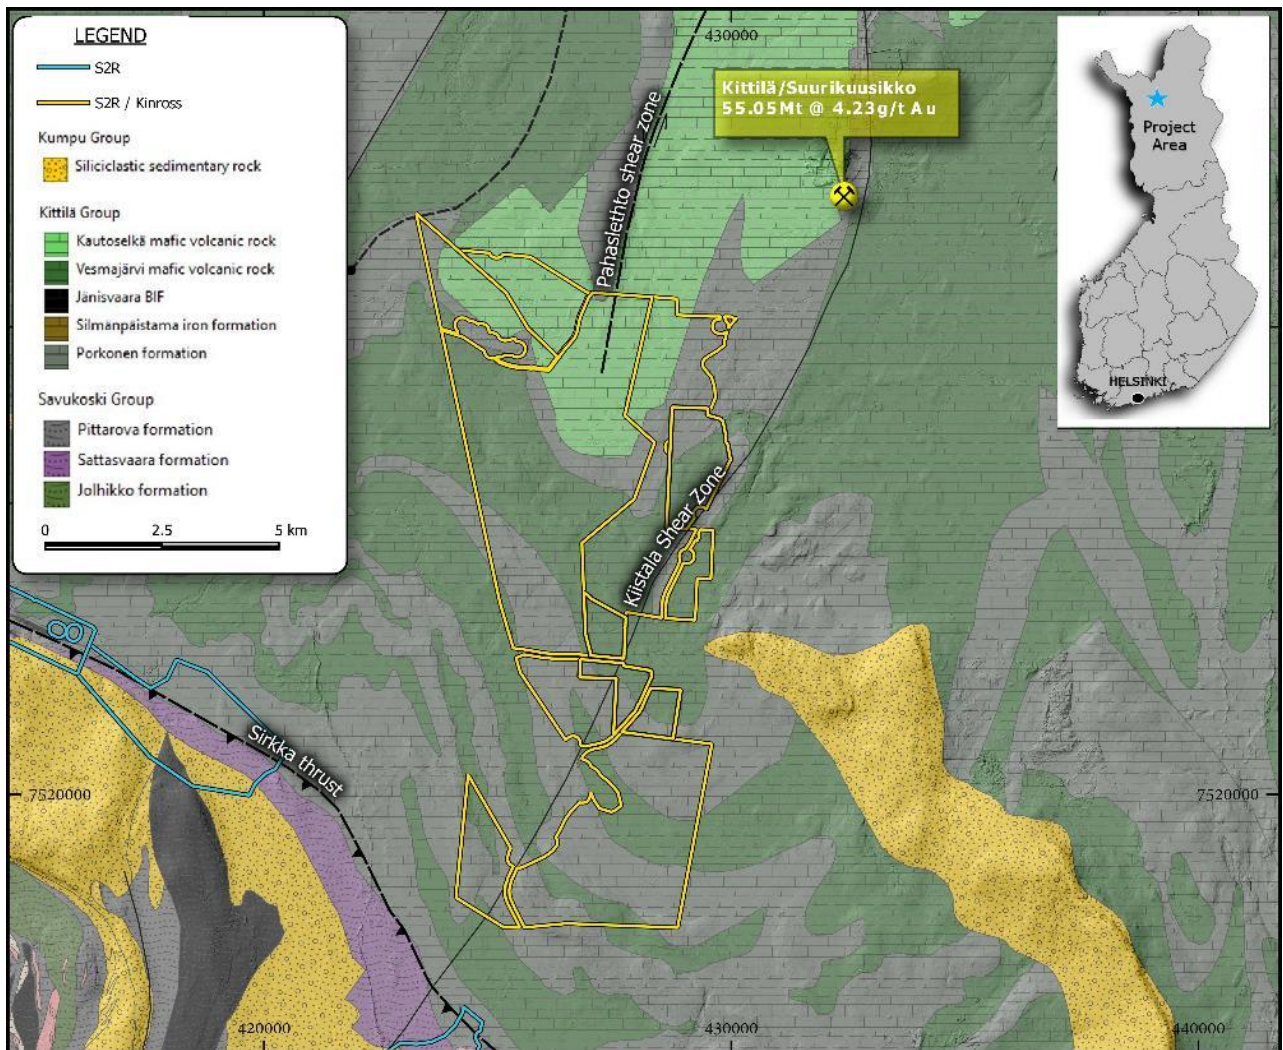 LEGEND
S2R
S2R / Kinross
Kumpu Group
Siliciclastic sedimentary rock
Kittilä Group
Kautoselkä mafic volcanic rock
Vesmajärvi mafic volcanic rock
Jänisvaara BIF
Silmänpäistama iron formation
Porkonen formation
Savukoski Group
Pittarova formation
Sattasvaara formation
Jolhikko formation
0 2.5 5 km
430000
Kittilä/Suurikuusikko
55.05Mt @ 4.23g/t Au
Project
Area
HELSINKI
Pahaslehto shear zone
Kiistala Shear Zone
Sirkka thrust
7520000
7520000
420000
430000
440000